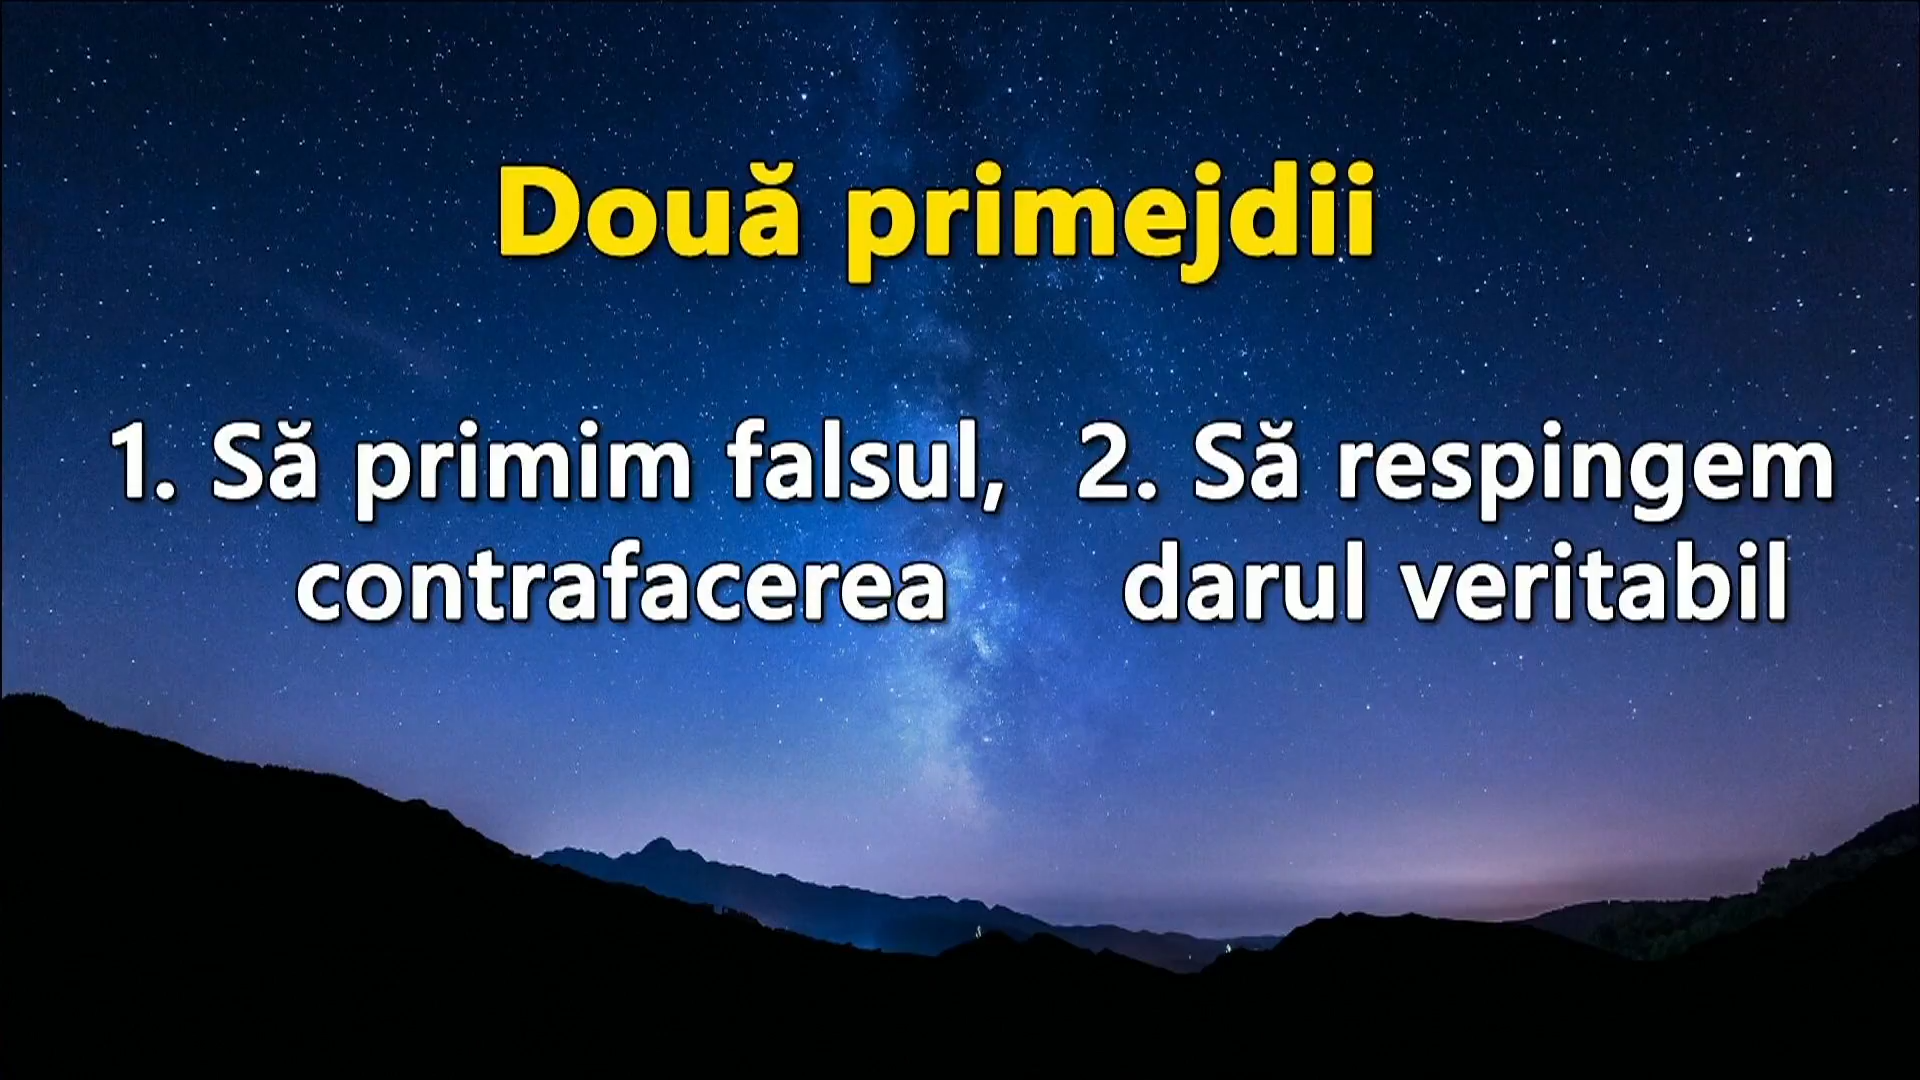 Două primejdii
1. Să primim falsul,
contrafacerea
2. Să respingem
darul veritabil